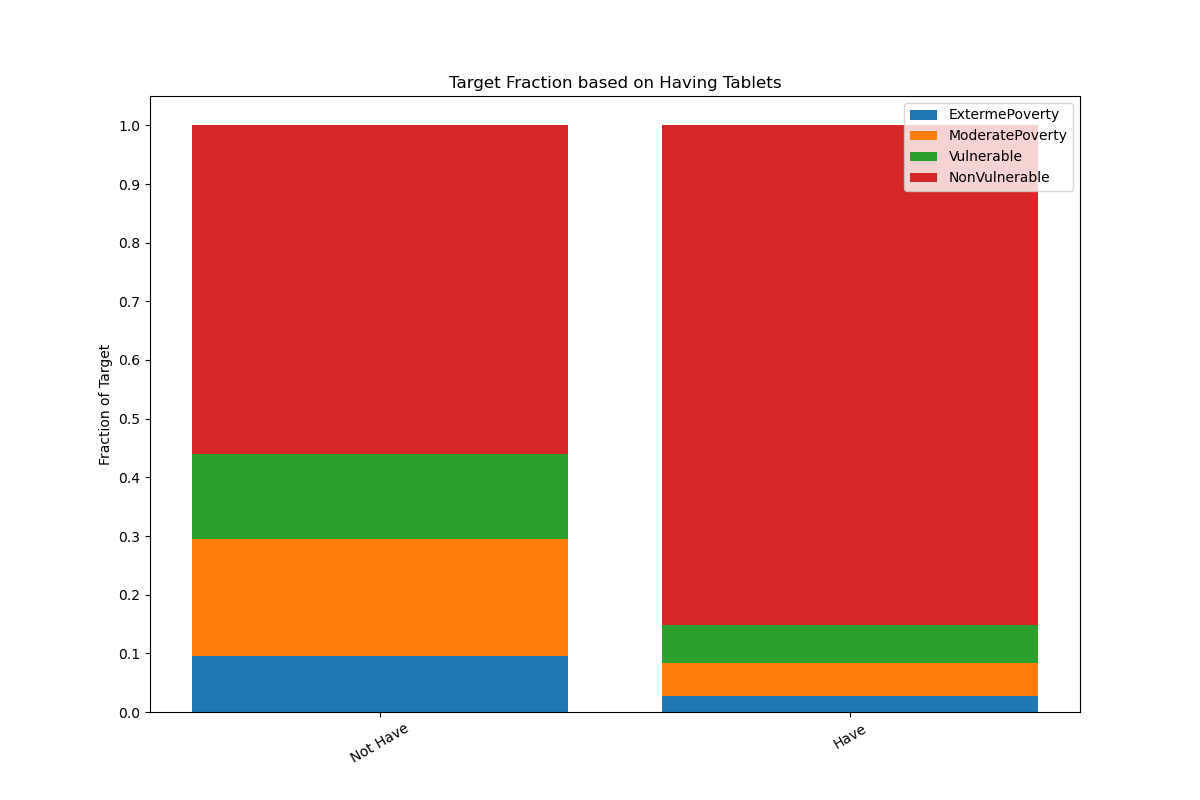 Target Fraction based on Having Tablets
ExtermePoverty
ModeratePoverty
Vulnerable
NonVulnerable
1.0
0.9
0.8
0.7
0.6
0.5
0.4
0.3
0.2
0.1
0.0
Fraction of Target
Not Have
Have